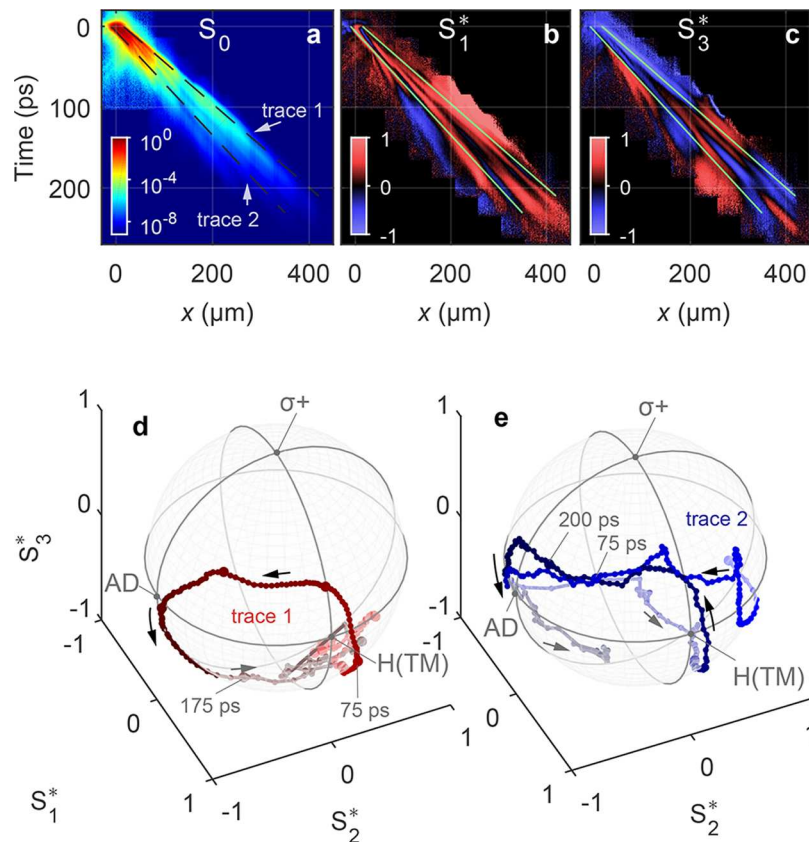 S0 a
S1* b
S3* c
Time (ps)
0
100
200
10^0
10^-4
10^-8
trace 1
trace 2
1
0
-1
1
0
-1
0 200 400
0 200 400
0 200 400
x (µm)
x (µm)
x (µm)
d
σ+
1
0
-1
S3*
AD
trace 1
H(TM)
175 ps
75 ps
-1
0
1
S1*
-1
0
1
S2*
e
σ+
1
0
-1
200 ps
75 ps
trace 2
AD
H(TM)
-1
0
1
-1
0
1
S2*